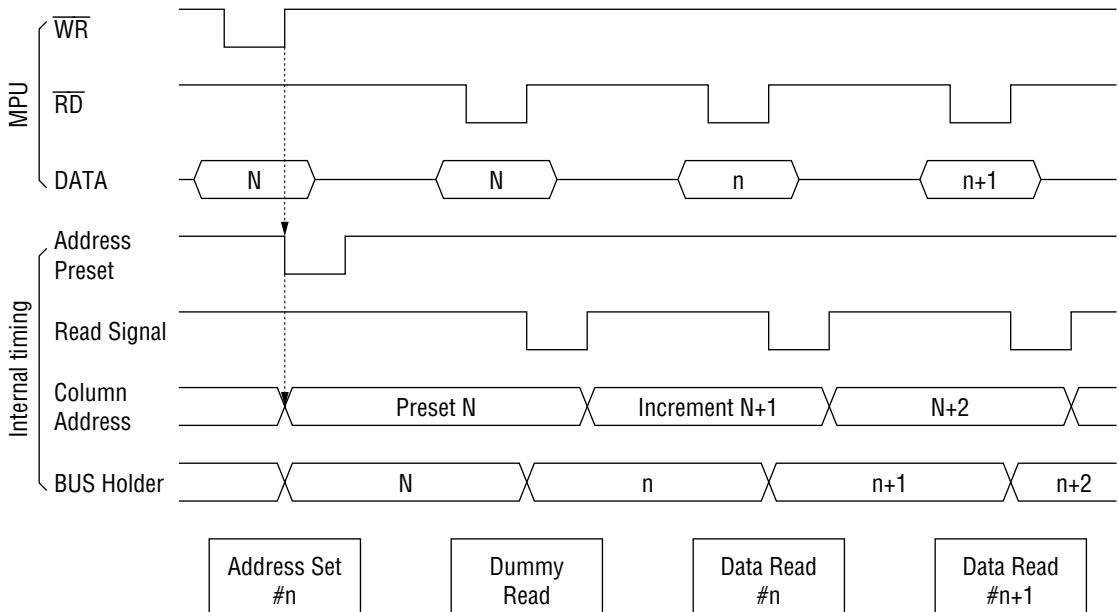 MPU
WR
RD
DATA
N
N
n
n+1
Internal timing
Address
Preset
Read Signal
Column
Address
Preset N
Increment N+1
N+2
BUS Holder
N
n
n+1
n+2
Address Set
#n
Dummy
Read
Data Read
#n
Data Read
#n+1